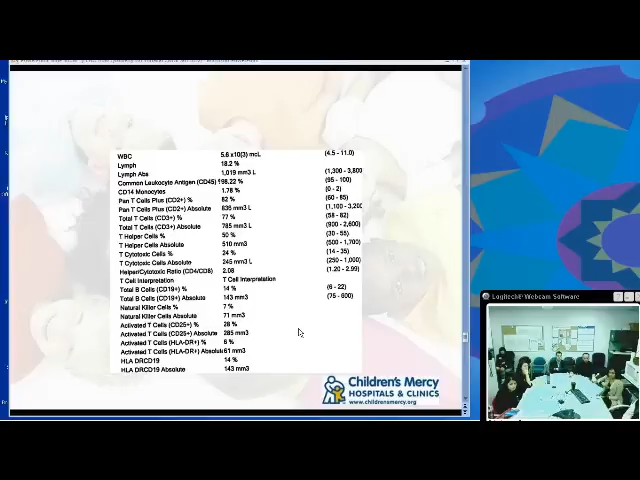 WBC 5.6 x10(3) mcL (4.5 - 11.0)
Lymph 18.2 %
Lymph Abs 1,019 mm3 L (1,300 - 3,800
Common Leukocyte Antigen (CD45) 98.22 % (95 - 100)
CD14 Monocytes 1.78 % (0 - 2)
Pan T Cells Plus (CD2+) % 82 % (60 - 85)
Pan T Cells Plus (CD2+) Absolute 835 mm3 L (1,100 - 3,200
Total T Cells (CD3+) % 77 % (58 - 82)
Total T Cells (CD3+) Absolute 785 mm3 L (900 - 2,600)
T Helper Cells % 50 % (30 - 55)
T Helper Cells Absolute 510 mm3 (500 - 1,700)
T Cytotoxic Cells % 24 % (14 - 35)
T Cytotoxic Cells Absolute 245 mm3 L (250 - 1,000)
Helper/Cytotoxic Ratio (CD4/CD8) 2.08 (1.20 - 2.99)
T Cell Interpretation T Cell Interpretation
Total B Cells (CD19+) % 14 % (6 - 22)
Total B Cells (CD19+) Absolute 143 mm3 (75 - 600)
Natural Killer Cells % 7 %
Natural Killer Cells Absolute 71 mm3
Activated T Cells (CD25+) % 28 %
Activated T Cells (CD25+) Absolute 285 mm3
Activated T Cells (HLA-DR+) % 6 %
Activated T Cells (HLA-DR+) Absolut 61 mm3
HLA DRCD19 14 %
HLA DRCD19 Absolute 143 mm3
Children's Mercy
HOSPITALS & CLINICS
www.childrensmercy.org
Logitech® Webcam Software